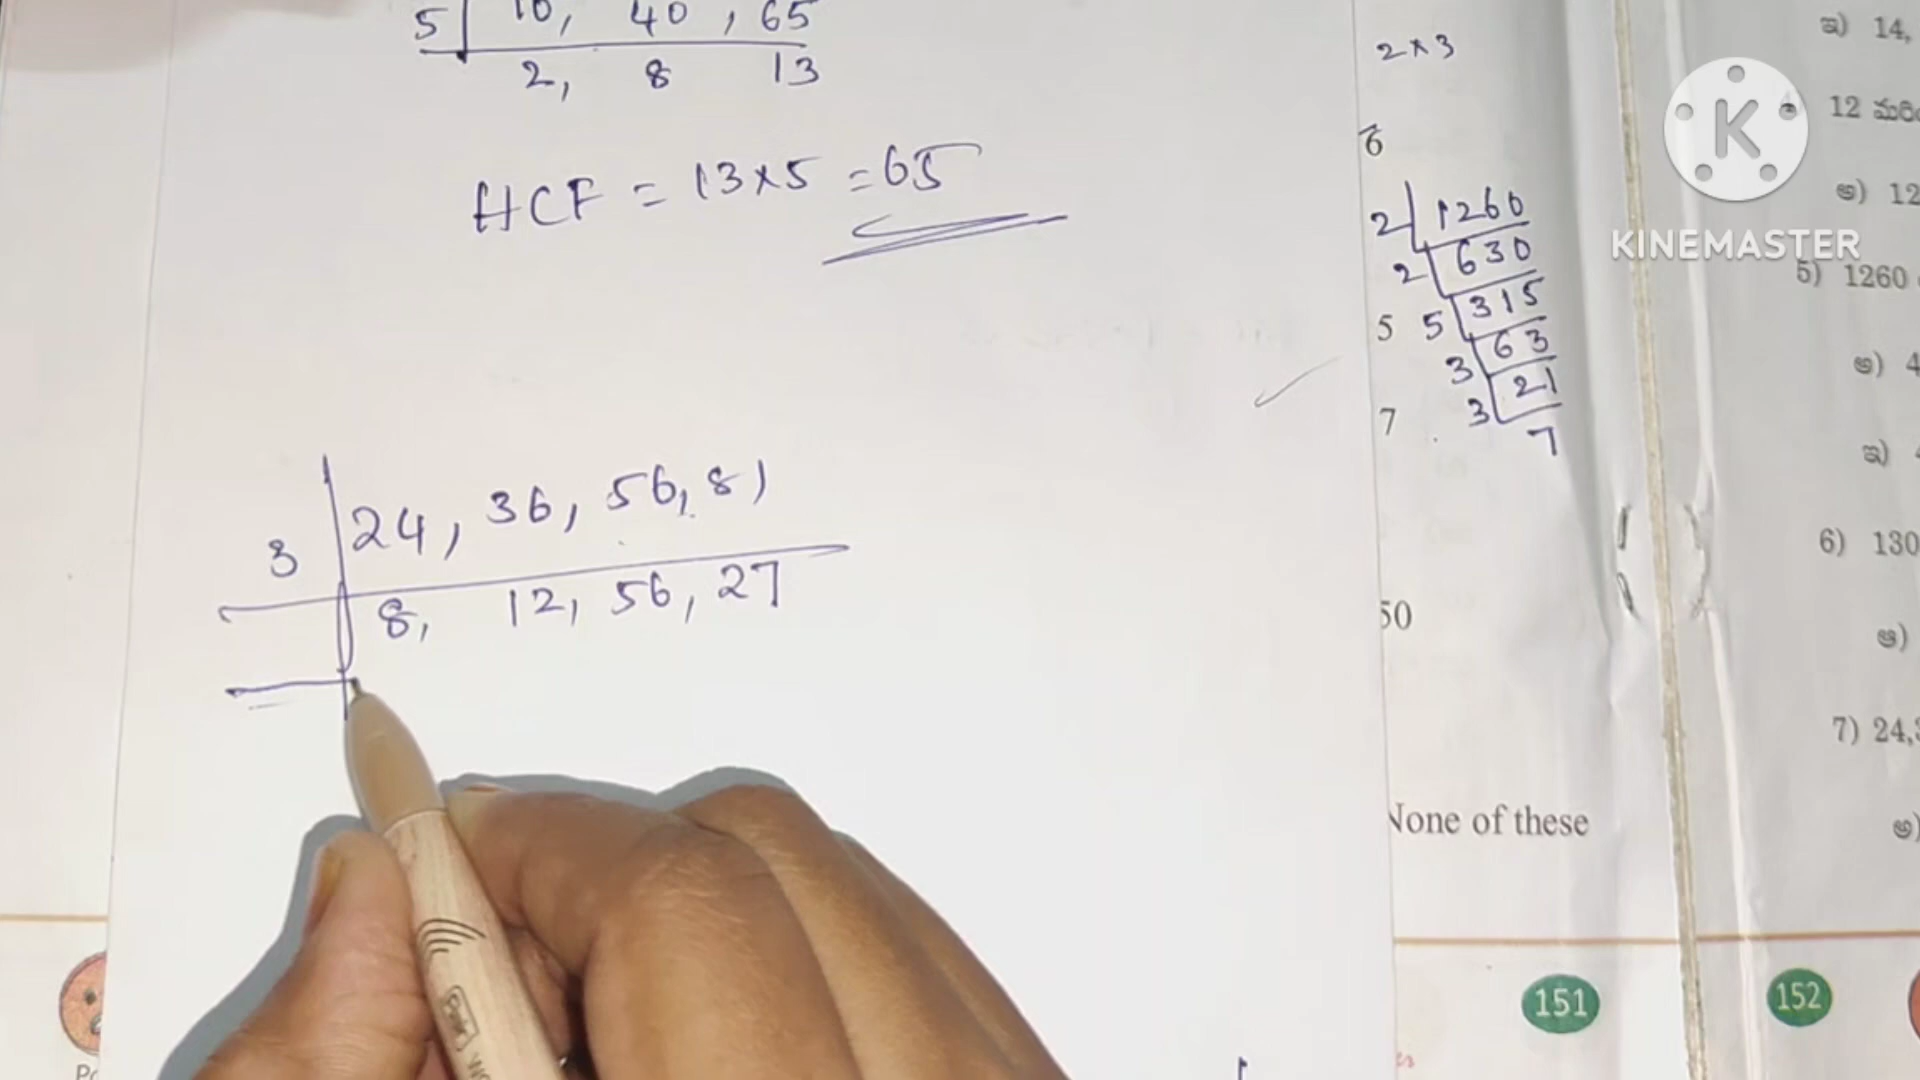 5 10, 40, 65
2, 8 13
HCF = 13×5 = 65
3 24, 36, 56, 81
8, 12, 56, 27
2×3
6
2 1260
2 630
5 5 315
3 63
7 3 21
7
50
None of these
151
KINEMASTER
ఇ) 14,
12
అ) 12
5) 1260
అ) 4
ఇ) 4
6) 130
అ)
7) 24,3
అ)
152